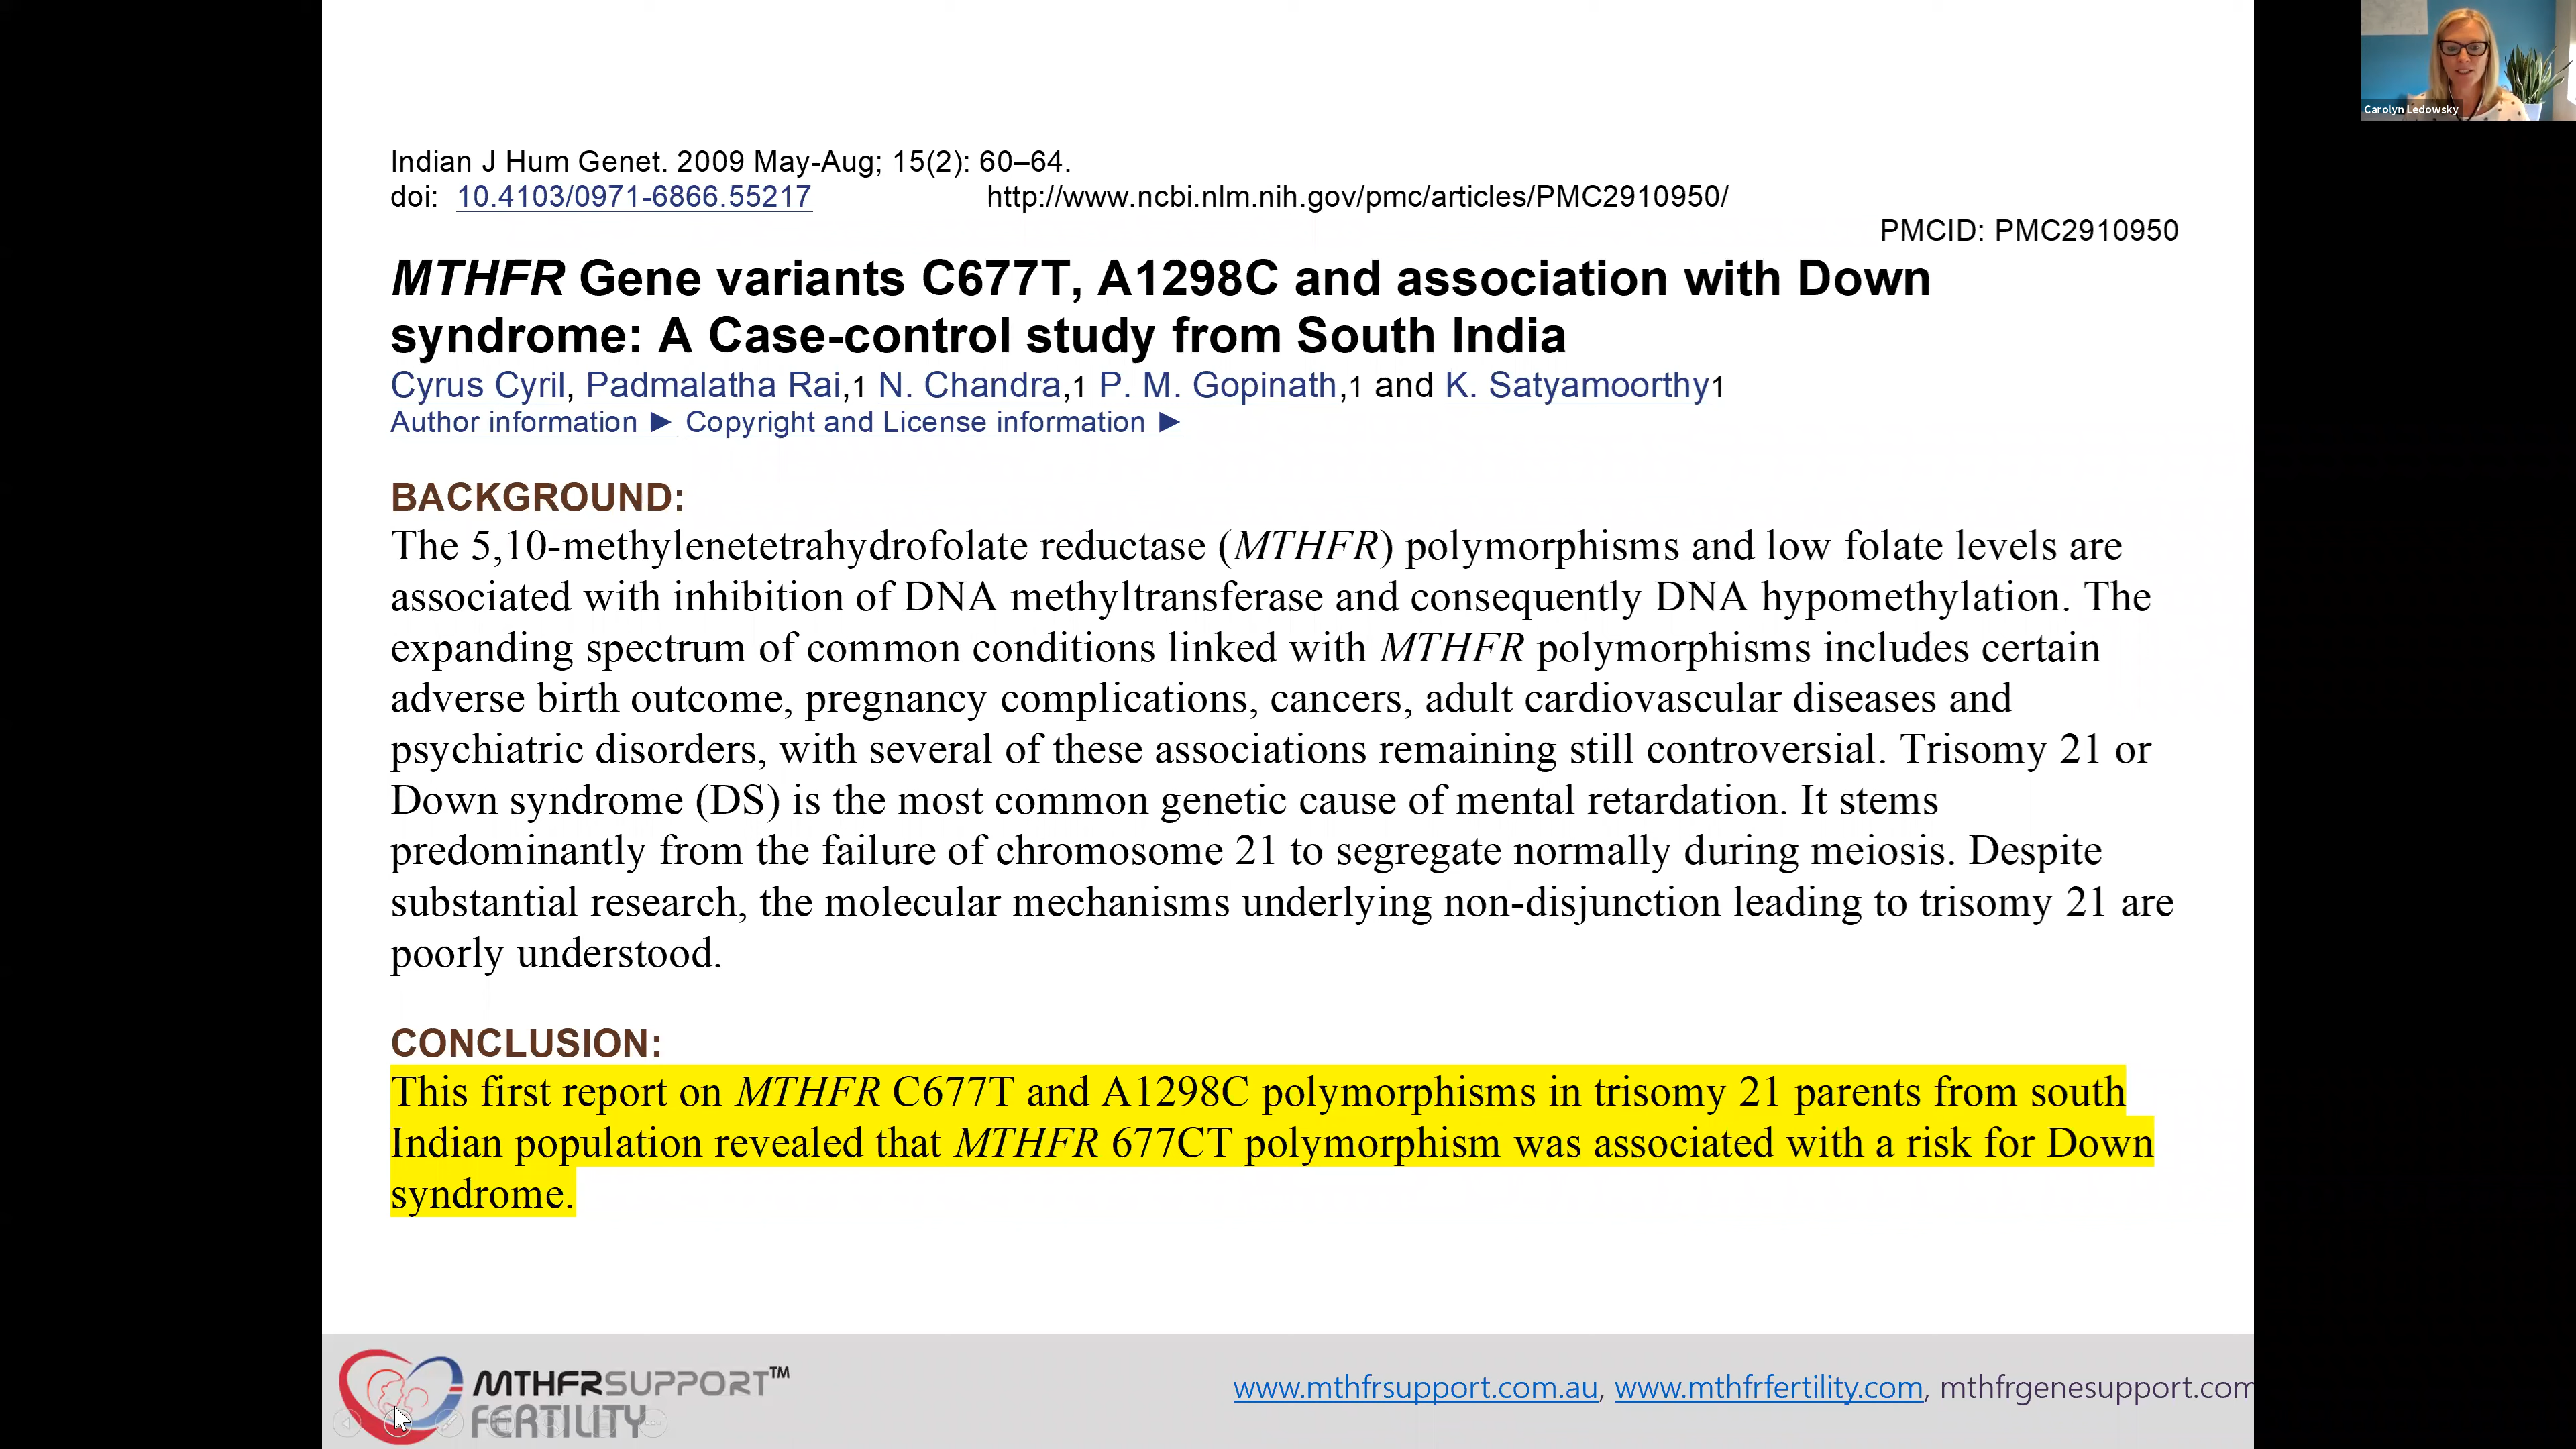 Carolyn Ledowsky
Indian J Hum Genet. 2009 May-Aug; 15(2): 60–64.
doi: 10.4103/0971-6866.55217 http://www.ncbi.nlm.nih.gov/pmc/articles/PMC2910950/
PMCID: PMC2910950
MTHFR Gene variants C677T, A1298C and association with Down
syndrome: A Case-control study from South India
Cyrus Cyril, Padmalatha Rai,1 N. Chandra,1 P. M. Gopinath,1 and K. Satyamoorthy1
Author information ► Copyright and License information ►
BACKGROUND:
The 5,10-methylenetetrahydrofolate reductase (MTHFR) polymorphisms and low folate levels are
associated with inhibition of DNA methyltransferase and consequently DNA hypomethylation. The
expanding spectrum of common conditions linked with MTHFR polymorphisms includes certain
adverse birth outcome, pregnancy complications, cancers, adult cardiovascular diseases and
psychiatric disorders, with several of these associations remaining still controversial. Trisomy 21 or
Down syndrome (DS) is the most common genetic cause of mental retardation. It stems
predominantly from the failure of chromosome 21 to segregate normally during meiosis. Despite
substantial research, the molecular mechanisms underlying non-disjunction leading to trisomy 21 are
poorly understood.
CONCLUSION:
This first report on MTHFR C677T and A1298C polymorphisms in trisomy 21 parents from south
Indian population revealed that MTHFR 677CT polymorphism was associated with a risk for Down
syndrome.
MTHFRSUPPORT™
FERTILITY
www.mthfrsupport.com.au, www.mthfrfertility.com, mthfrgenesupport.com